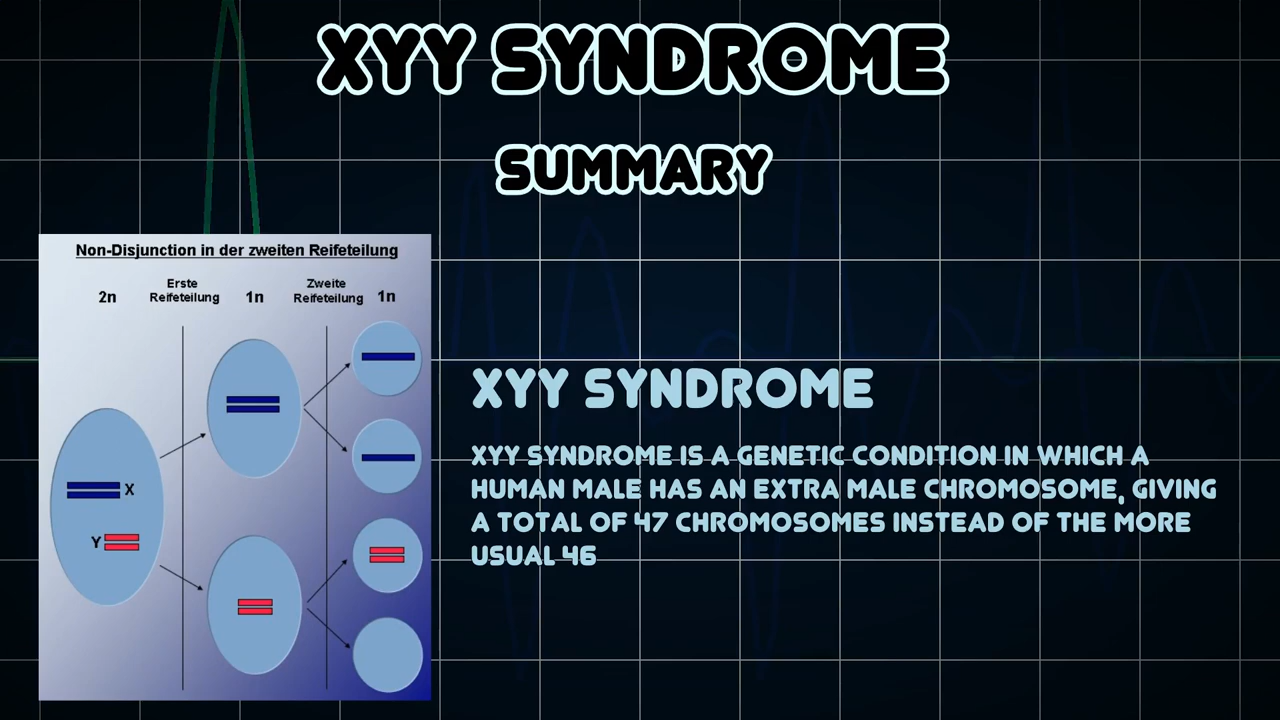 XYY SYNDROME
SUMMARY
Non-Disjunction in der zweiten Reifeteilung
2n
Erste
Reifeteilung
1n
Zweite
Reifeteilung
1n
X
Y
XYY SYNDROME
XYY SYNDROME IS A GENETIC CONDITION IN WHICH A
HUMAN MALE HAS AN EXTRA MALE CHROMOSOME, GIVING
A TOTAL OF 47 CHROMOSOMES INSTEAD OF THE MORE
USUAL 46